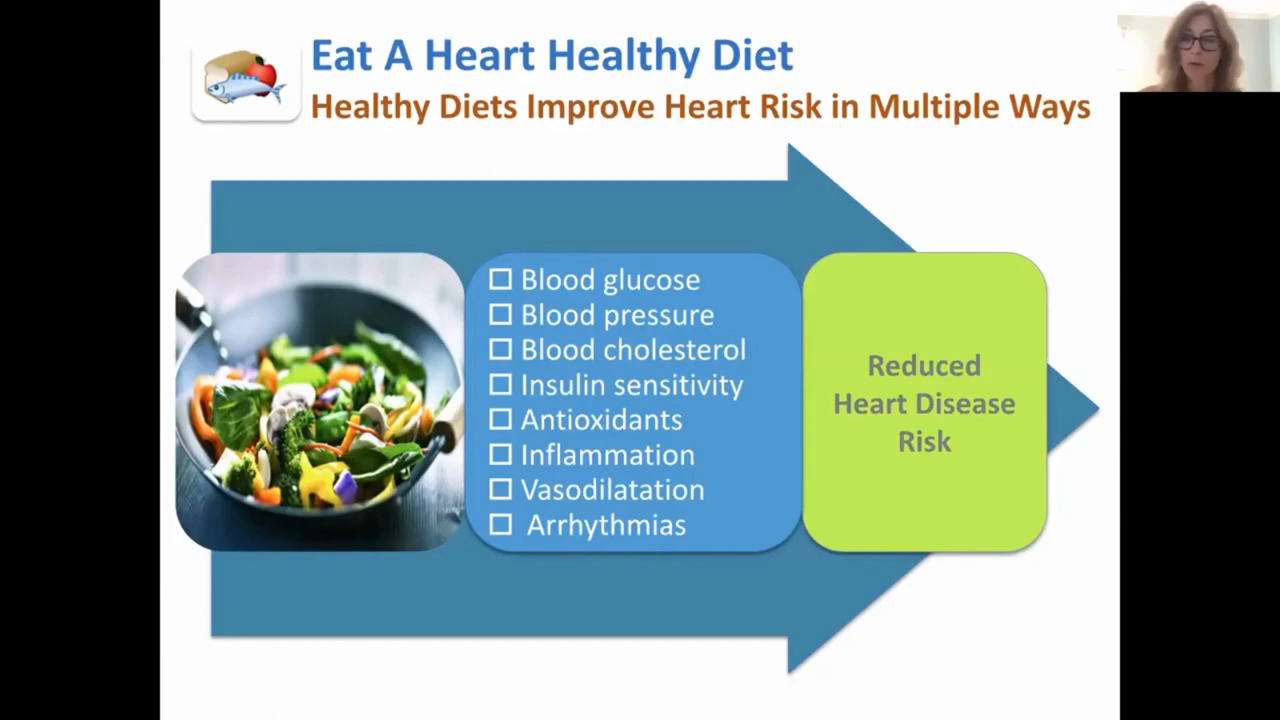 Eat A Heart Healthy Diet
Healthy Diets Improve Heart Risk in Multiple Ways
Blood glucose
Blood pressure
Blood cholesterol
Insulin sensitivity
Antioxidants
Inflammation
Vasodilatation
Arrhythmias
Reduced
Heart Disease
Risk